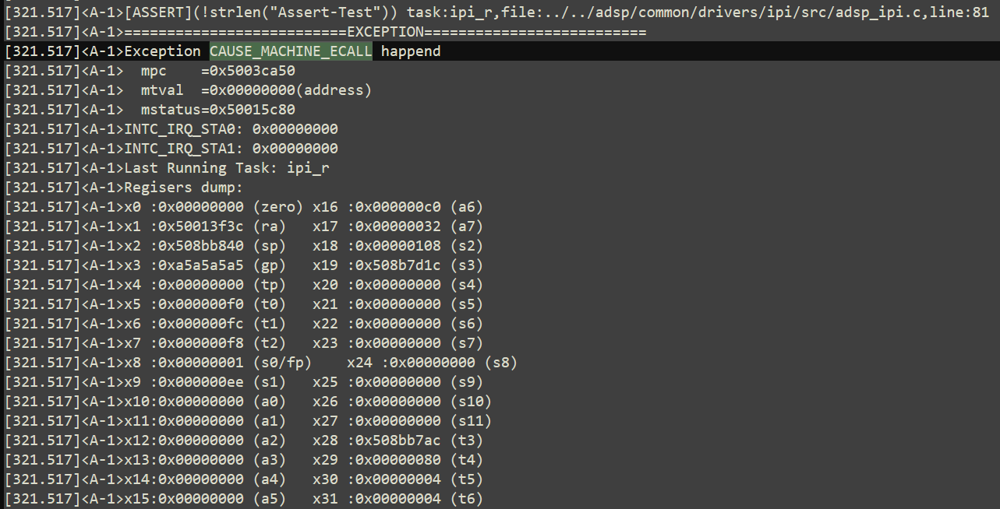 [321.517]<A-1>[ASSERT](!strlen("Assert-Test")) task:ipi_r,file:../../adsp/common/drivers/ipi/src/adsp_ipi.c,line:81
[321.517]<A-1>==========================EXCEPTION==========================
[321.517]<A-1>Exception CAUSE_MACHINE_ECALL happend
[321.517]<A-1>  mpc    =0x5003ca50
[321.517]<A-1>  mtval  =0x00000000(address)
[321.517]<A-1>  mstatus=0x50015c80
[321.517]<A-1>INTC_IRQ_STA0: 0x00000000
[321.517]<A-1>INTC_IRQ_STA1: 0x00000000
[321.517]<A-1>Last Running Task: ipi_r
[321.517]<A-1>Regisers dump:
[321.517]<A-1>x0 :0x00000000 (zero) x16 :0x000000c0 (a6)
[321.517]<A-1>x1 :0x50013f3c (ra)   x17 :0x00000032 (a7)
[321.517]<A-1>x2 :0x508bb840 (sp)   x18 :0x00000108 (s2)
[321.517]<A-1>x3 :0xa5a5a5a5 (gp)   x19 :0x508b7d1c (s3)
[321.517]<A-1>x4 :0x00000000 (tp)   x20 :0x00000000 (s4)
[321.517]<A-1>x5 :0x000000f0 (t0)   x21 :0x00000000 (s5)
[321.517]<A-1>x6 :0x000000fc (t1)   x22 :0x00000000 (s6)
[321.517]<A-1>x7 :0x000000f8 (t2)   x23 :0x00000000 (s7)
[321.517]<A-1>x8 :0x00000001 (s0/fp)    x24 :0x00000000 (s8)
[321.517]<A-1>x9 :0x000000ee (s1)   x25 :0x00000000 (s9)
[321.517]<A-1>x10:0x00000000 (a0)   x26 :0x00000000 (s10)
[321.517]<A-1>x11:0x00000000 (a1)   x27 :0x00000000 (s11)
[321.517]<A-1>x12:0x00000000 (a2)   x28 :0x508bb7ac (t3)
[321.517]<A-1>x13:0x00000000 (a3)   x29 :0x00000080 (t4)
[321.517]<A-1>x14:0x00000000 (a4)   x30 :0x00000004 (t5)
[321.517]<A-1>x15:0x00000000 (a5)   x31 :0x00000004 (t6)